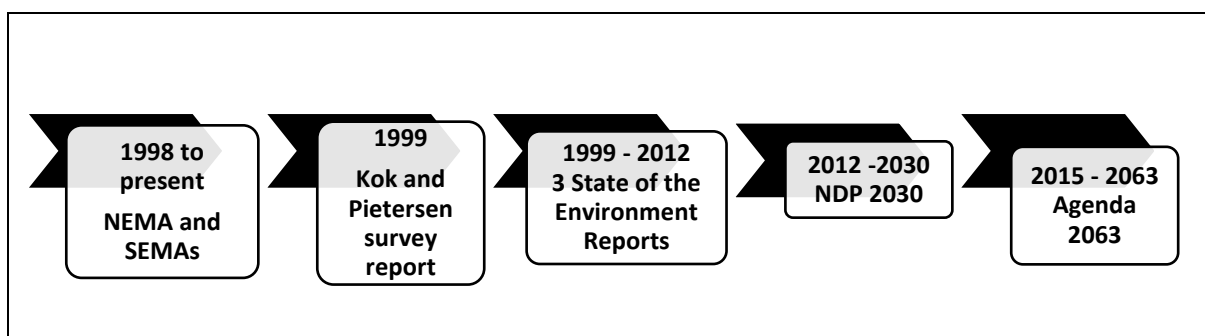 1998 to
present
NEMA and
SEMAs
1999
Kok and
Pietersen
survey
report
1999 - 2012
3 State of the
Environment
Reports
2012 -2030
NDP 2030
2015 - 2063
Agenda
2063